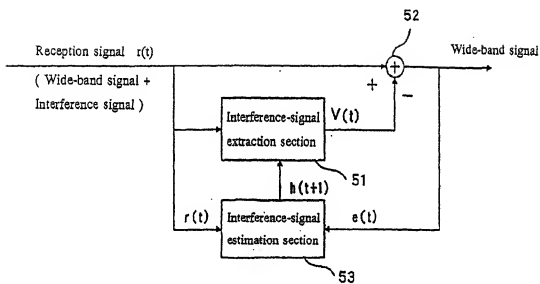 52
Reception signal r(t)
Wide-band signal
( Wide-band signal +
Interference signal )
+
+
−
Interference-signal
extraction section
V(t)
51
h(t+1)
r(t)
Interference-signal
estimation section
e(t)
53